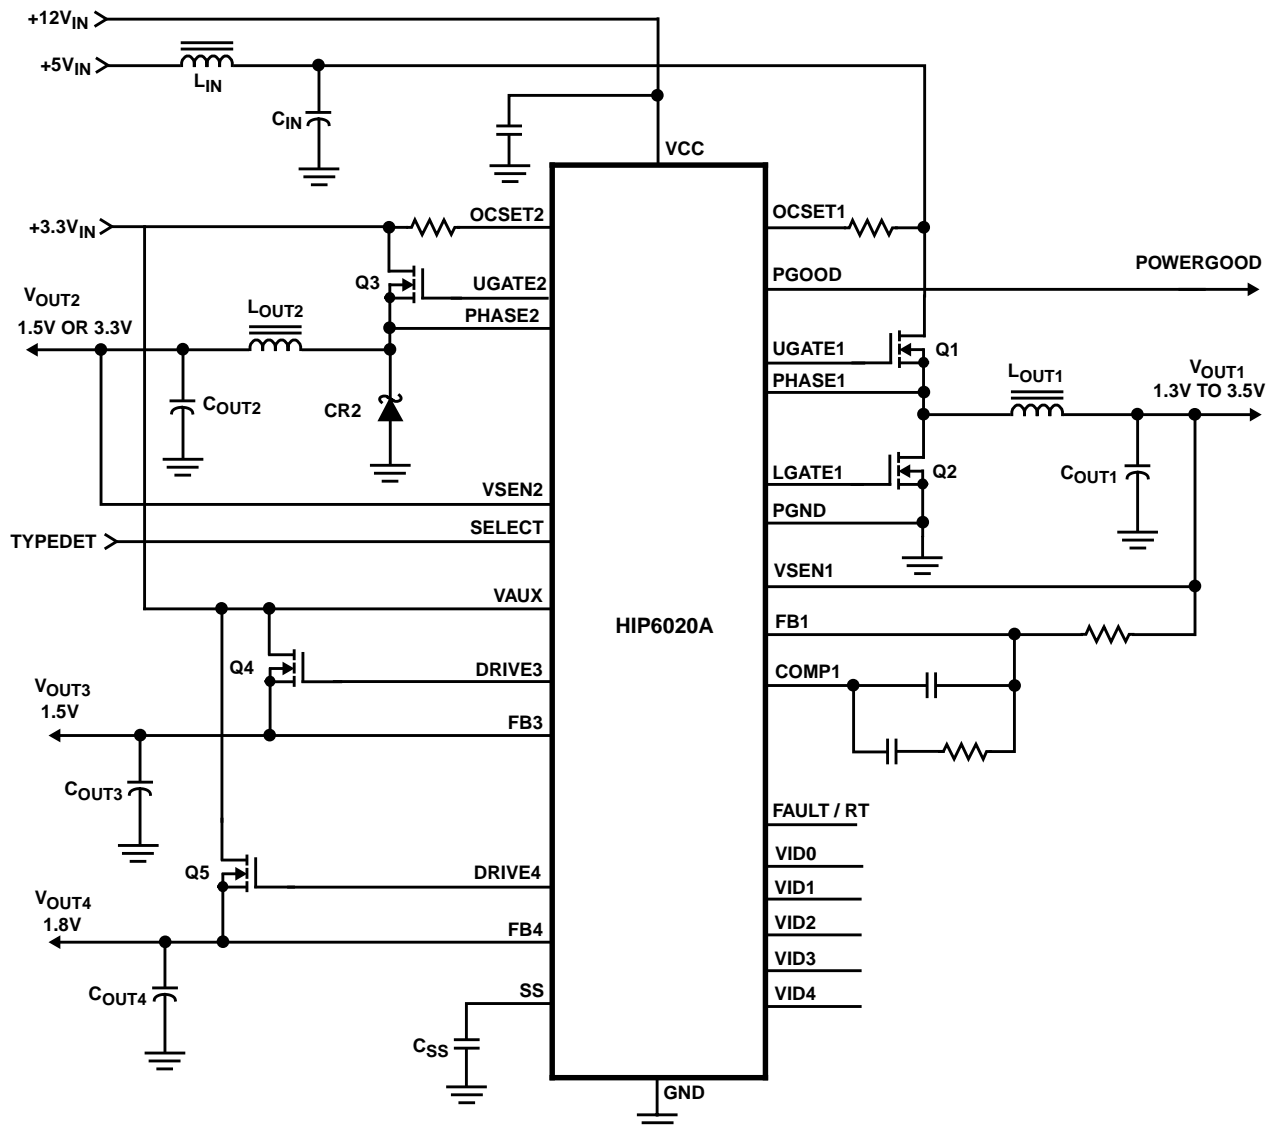 +12VIN
+5VIN
LIN
CIN
VCC
+3.3VIN
OCSET2
OCSET1
PGOOD
POWERGOOD
Q3
UGATE2
VOUT2
1.5V OR 3.3V
LOUT2
PHASE2
UGATE1
Q1
PHASE1
LOUT1
VOUT1
1.3V TO 3.5V
COUT2
CR2
LGATE1
Q2
COUT1
VSEN2
PGND
SELECT
TYPEDET
VSEN1
VAUX
HIP6020A
FB1
Q4
DRIVE3
COMP1
VOUT3
1.5V
FB3
COUT3
FAULT / RT
VID0
Q5
DRIVE4
VID1
VOUT4
1.8V
FB4
VID2
VID3
COUT4
SS
VID4
CSS
GND